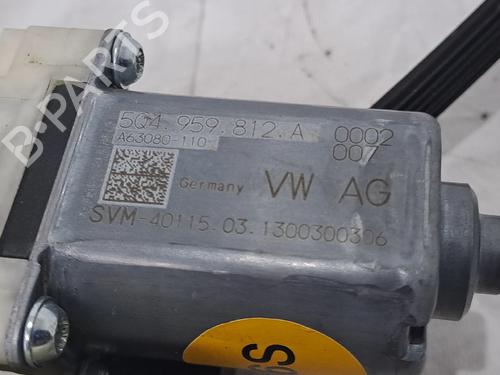 B-PARTS
5Q4.959.812.A 0002
A63080-110- 007
Germany VW AG
SVM-40115.03.1300300306